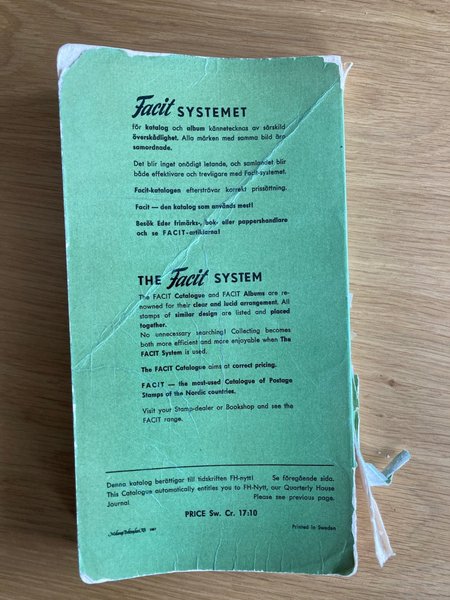 Facit SYSTEMET
för katalog och album kännetecknas av särskild
överskådlighet. Alla märken med samma bild äro
samordnade.
Det blir inget onödigt letande, och samlandet blir
både effektivare och trevligare med Facit-systemet.
Facit-katalogen eftersträvar korrekt prissättning.
Facit — den katalog som används mest!
Besök Eder frimärks-, bok- eller pappershandlare
och se FACIT-artiklarna!
THE Facit SYSTEM
The FACIT Catalogue and FACIT Albums are re-
nowned for their clear and lucid arrangement. All
stamps of similar design are listed and placed
together.
No unnecessary searching! Collecting becomes
both more efficient and more enjoyable when The
FACIT System is used.
The FACIT Catalogue aims at correct pricing.
FACIT — the most-used Catalogue of Postage
Stamps of the Nordic countries.
Visit your Stamp-dealer or Bookshop and see the
FACIT range.
Denna katalog berättigar till tidskriften FH-nytt! Se föregående sida.
This Catalogue automatically entitles you to FH-Nytt, our Quarterly House
Journal. Please see previous page.
PRICE Sw. Cr. 17:10
Printed in Sweden